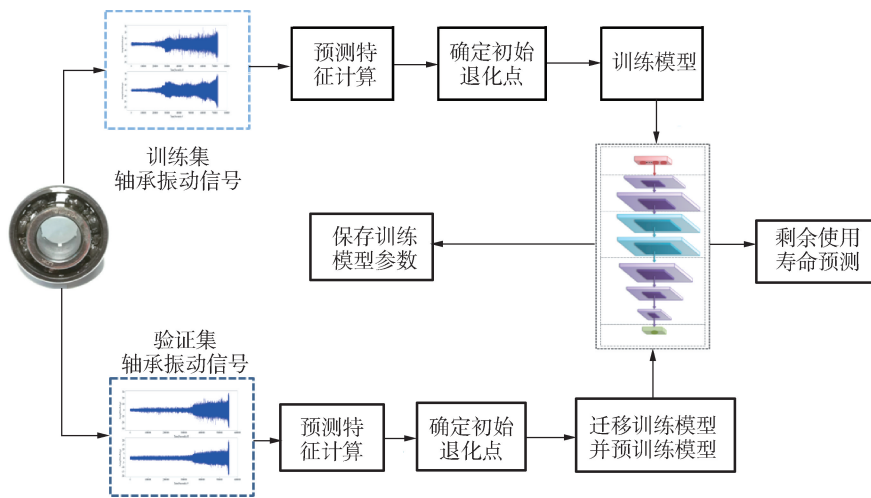 预测特
征计算
确定初始
退化点
训练模型
训练集
轴承振动信号
保存训练
模型参数
剩余使用
寿命预测
验证集
轴承振动信号
预测特
征计算
确定初始
退化点
迁移训练模型
并预训练模型